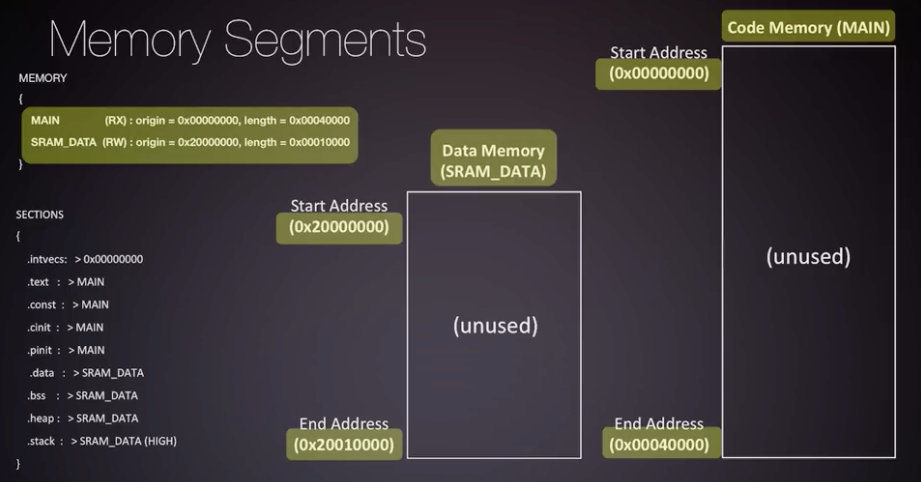 Memory Segments
MEMORY
{
MAIN (RX) : origin = 0x00000000, length = 0x00040000
SRAM_DATA (RW) : origin = 0x20000000, length = 0x00010000
}
SECTIONS
{
.intvecs: > 0x00000000
.text : > MAIN
.const : > MAIN
.cinit : > MAIN
.pinit : > MAIN
.data : > SRAM_DATA
.bss : > SRAM_DATA
.heap : > SRAM_DATA
.stack : > SRAM_DATA (HIGH)
}
Data Memory
(SRAM_DATA)
Start Address
(0x20000000)
(unused)
End Address
(0x20010000)
Code Memory (MAIN)
Start Address
(0x00000000)
(unused)
End Address
(0x00040000)